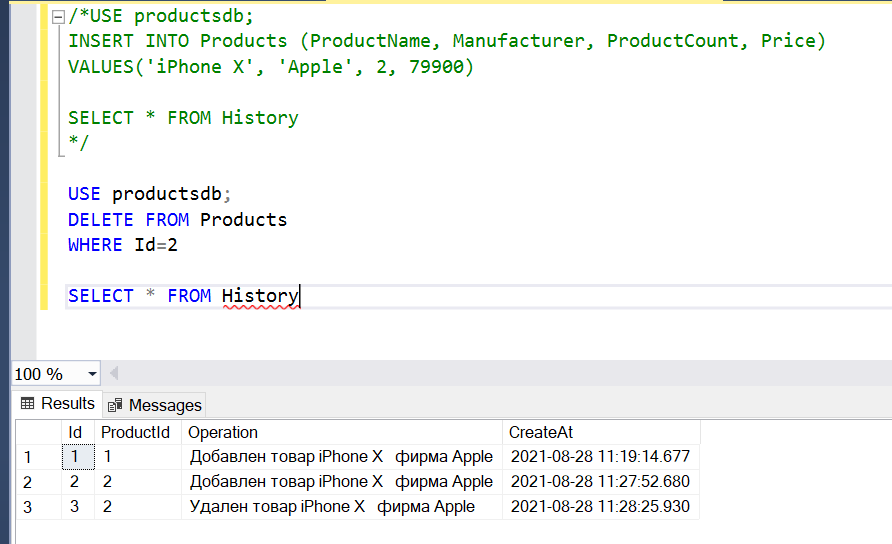 /*USE productsdb;
INSERT INTO Products (ProductName, Manufacturer, ProductCount, Price)
VALUES('iPhone X', 'Apple', 2, 79900)
SELECT * FROM History
*/
USE productsdb;
DELETE FROM Products
WHERE Id=2
SELECT * FROM History
100 %
Results Messages
Id ProductId Operation CreateAt
1 1 1 Добавлен товар iPhone X   фирма Apple 2021-08-28 11:19:14.677
2 2 2 Добавлен товар iPhone X   фирма Apple 2021-08-28 11:27:52.680
3 3 2 Удален товар iPhone X   фирма Apple 2021-08-28 11:28:25.930